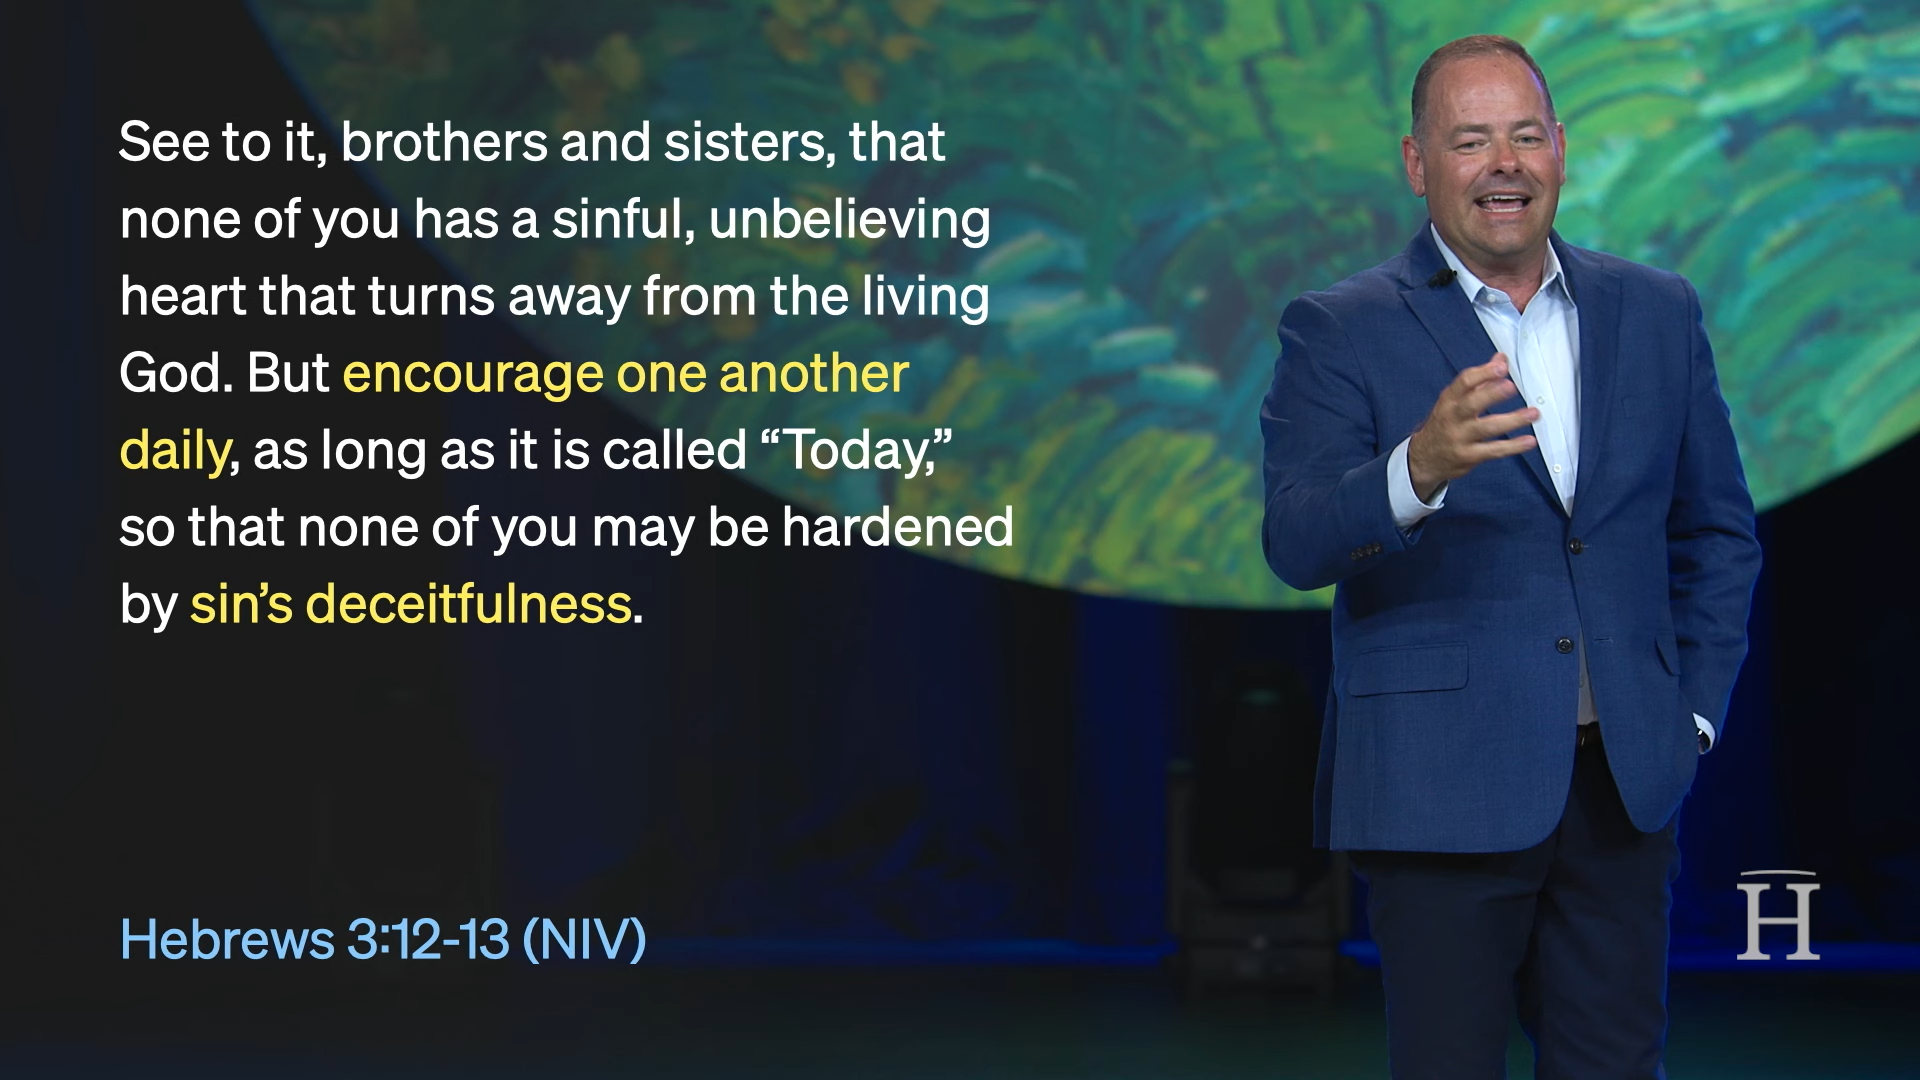 See to it, brothers and sisters, that
none of you has a sinful, unbelieving
heart that turns away from the living
God. But encourage one another
daily, as long as it is called “Today,”
so that none of you may be hardened
by sin’s deceitfulness.
Hebrews 3:12-13 (NIV)
H